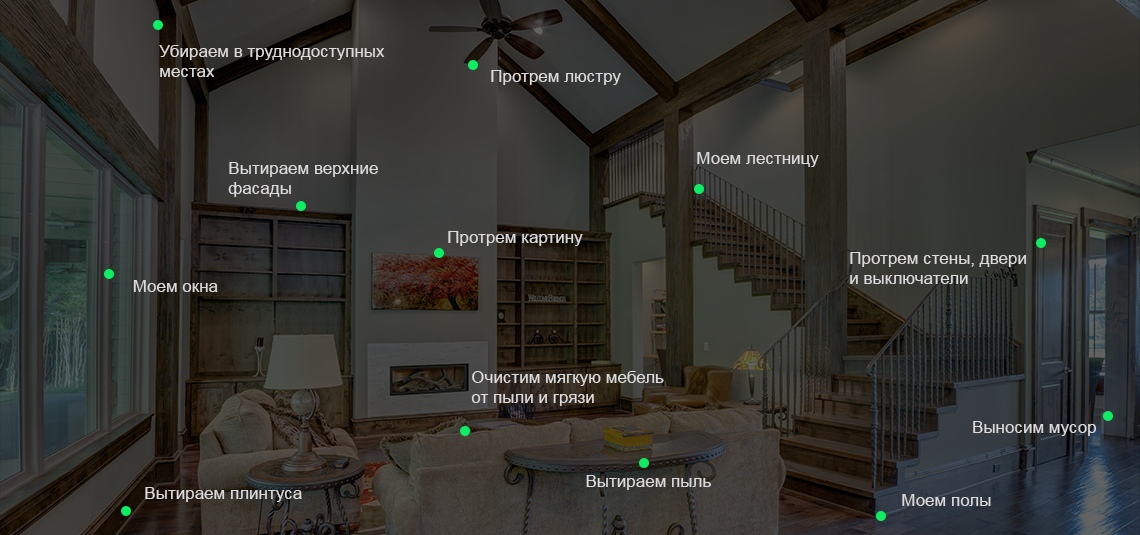 Убираем в труднодоступных
местах
Протрем люстру
Вытираем верхние
фасады
Моем лестницу
Протрем картину
Протрем стены, двери
и выключатели
Моем окна
Очистим мягкую мебель
от пыли и грязи
Выносим мусор
Вытираем пыль
Вытираем плинтуса
Моем полы